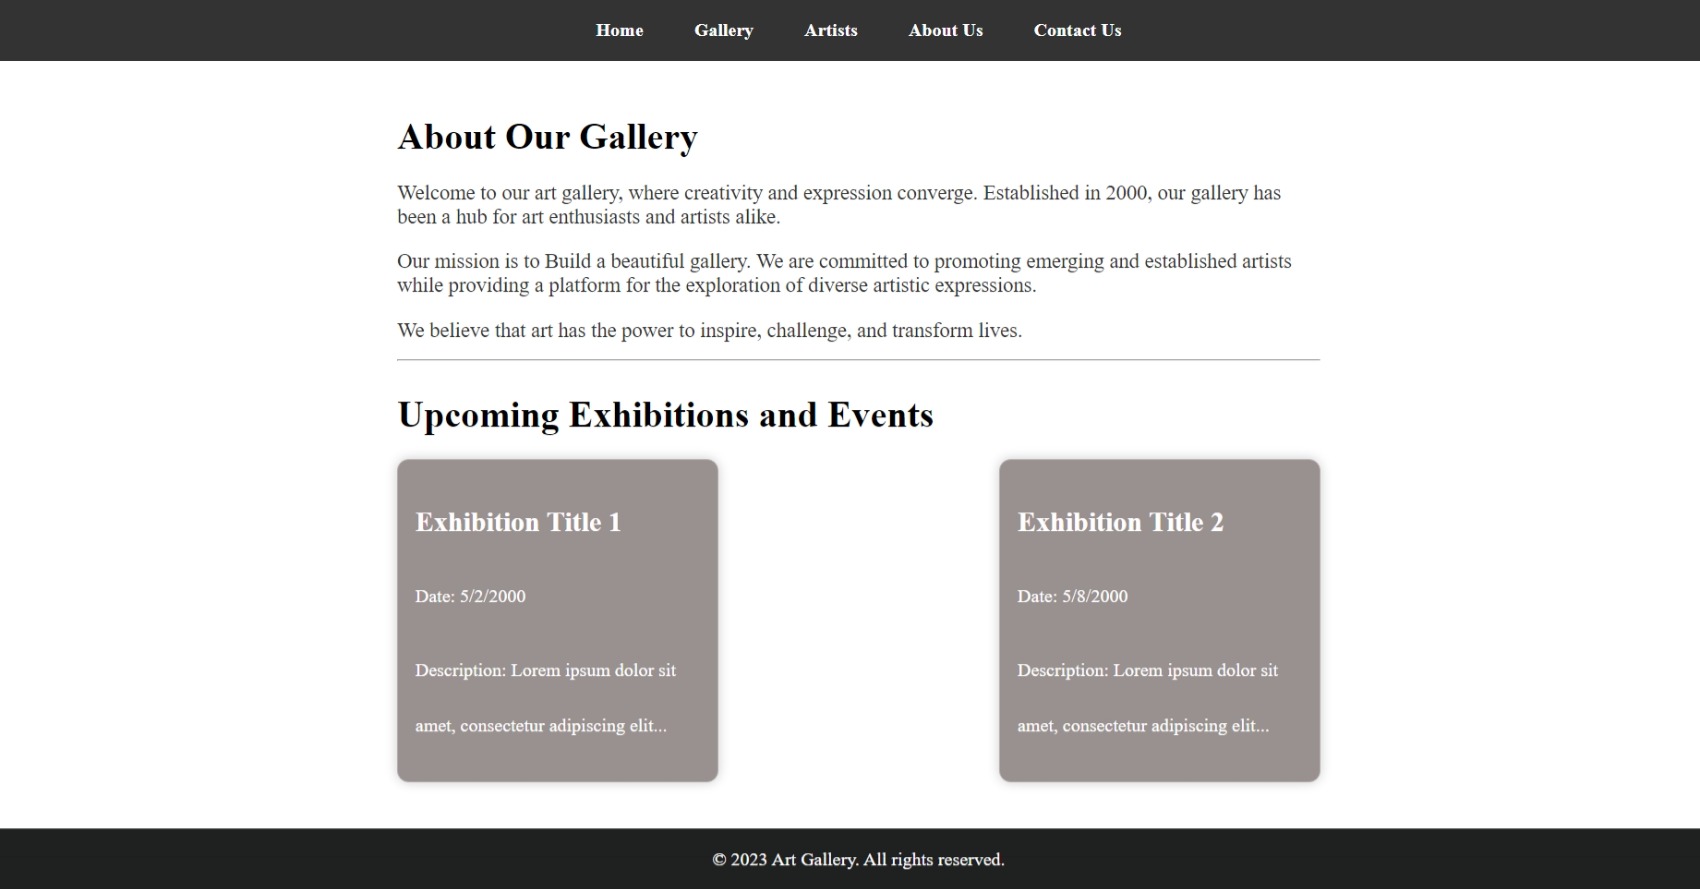 Home Gallery Artists About Us Contact Us
About Our Gallery
Welcome to our art gallery, where creativity and expression converge. Established in 2000, our gallery has
been a hub for art enthusiasts and artists alike.
Our mission is to Build a beautiful gallery. We are committed to promoting emerging and established artists
while providing a platform for the exploration of diverse artistic expressions.
We believe that art has the power to inspire, challenge, and transform lives.
Upcoming Exhibitions and Events
Exhibition Title 1
Date: 5/2/2000
Description: Lorem ipsum dolor sit
amet, consectetur adipiscing elit...
Exhibition Title 2
Date: 5/8/2000
Description: Lorem ipsum dolor sit
amet, consectetur adipiscing elit...
© 2023 Art Gallery. All rights reserved.